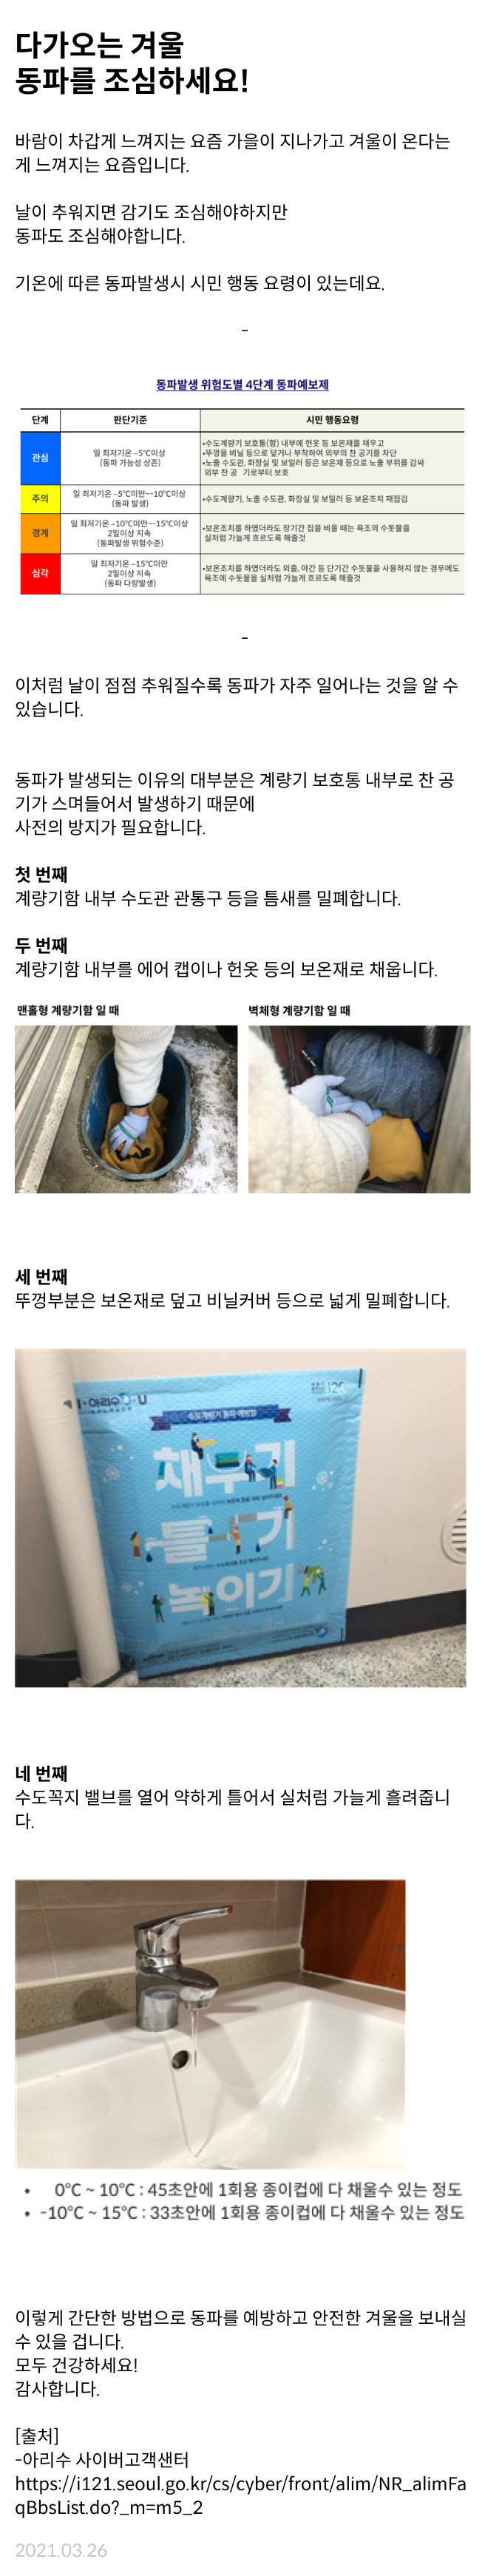 다가오는 겨울
동파를 조심하세요!
바람이 차갑게 느껴지는 요즘 가을이 지나가고 겨울이 온다는
게 느껴지는 요즘입니다.
날이 추워지면 감기도 조심해야하지만
동파도 조심해야합니다.
기온에 따른 동파발생시 시민 행동 요령이 있는데요.
–
동파발생 위험도별 4단계 동파예보제
단계 판단기준 시민 행동요령
관심
일 최저기온 –5℃이상
(동파 가능성 상존)
•수도계량기 보호통(함) 내부에 헌옷 등 보온재를 채우고
•뚜껑을 비닐 등으로 덮거나 부착하여 외부의 찬 공기를 차단
•노출 수도관, 화장실 및 보일러 등은 보온재 등으로 노출 부위를 감싸
외부 찬 공 기로부터 보호
주의
일 최저기온 –5℃미만~-10℃이상
(동파 발생)
•수도계량기, 노출 수도관, 화장실 및 보일러 등 보온조치 재점검
경계
일 최저기온 –10℃미만~-15℃이상
2일이상 지속
(동파발생 위험수준)
•보온조치를 하였더라도 장기간 집을 비울 때는 욕조의 수돗물을
실처럼 가늘게 흐르도록 해줄것
심각
일 최저기온 –15℃미만
2일이상 지속
(동파 다량발생)
•보온조치를 하였더라도 외출, 야간 등 단기간 수돗물을 사용하지 않는 경우에도
욕조에 수돗물을 실처럼 가늘게 흐르도록 해줄것
–
이처럼 날이 점점 추워질수록 동파가 자주 일어나는 것을 알 수
있습니다.
동파가 발생되는 이유의 대부분은 계량기 보호통 내부로 찬 공
기가 스며들어서 발생하기 때문에
사전의 방지가 필요합니다.
첫 번째
계량기함 내부 수도관 관통구 등을 틈새를 밀폐합니다.
두 번째
계량기함 내부를 에어 캡이나 헌옷 등의 보온재로 채웁니다.
맨홀형 계량기함 일 때
벽체형 계량기함 일 때
세 번째
뚜껑부분은 보온재로 덮고 비닐커버 등으로 넓게 밀폐합니다.
I·아리수 U
120
수도계량기 동파 예방법
채우기
틀기
녹이기
네 번째
수도꼭지 밸브를 열어 약하게 틀어서 실처럼 가늘게 흘려줍니
다.
• 0℃ ~ 10℃ : 45초안에 1회용 종이컵에 다 채울수 있는 정도
• -10℃ ~ 15℃ : 33초안에 1회용 종이컵에 다 채울수 있는 정도
이렇게 간단한 방법으로 동파를 예방하고 안전한 겨울을 보내실
수 있을 겁니다.
모두 건강하세요!
감사합니다.
[출처]
-아리수 사이버고객샌터
https://i121.seoul.go.kr/cs/cyber/front/alim/NR_alimFa
qBbsList.do?_m=m5_2
2021.03.26